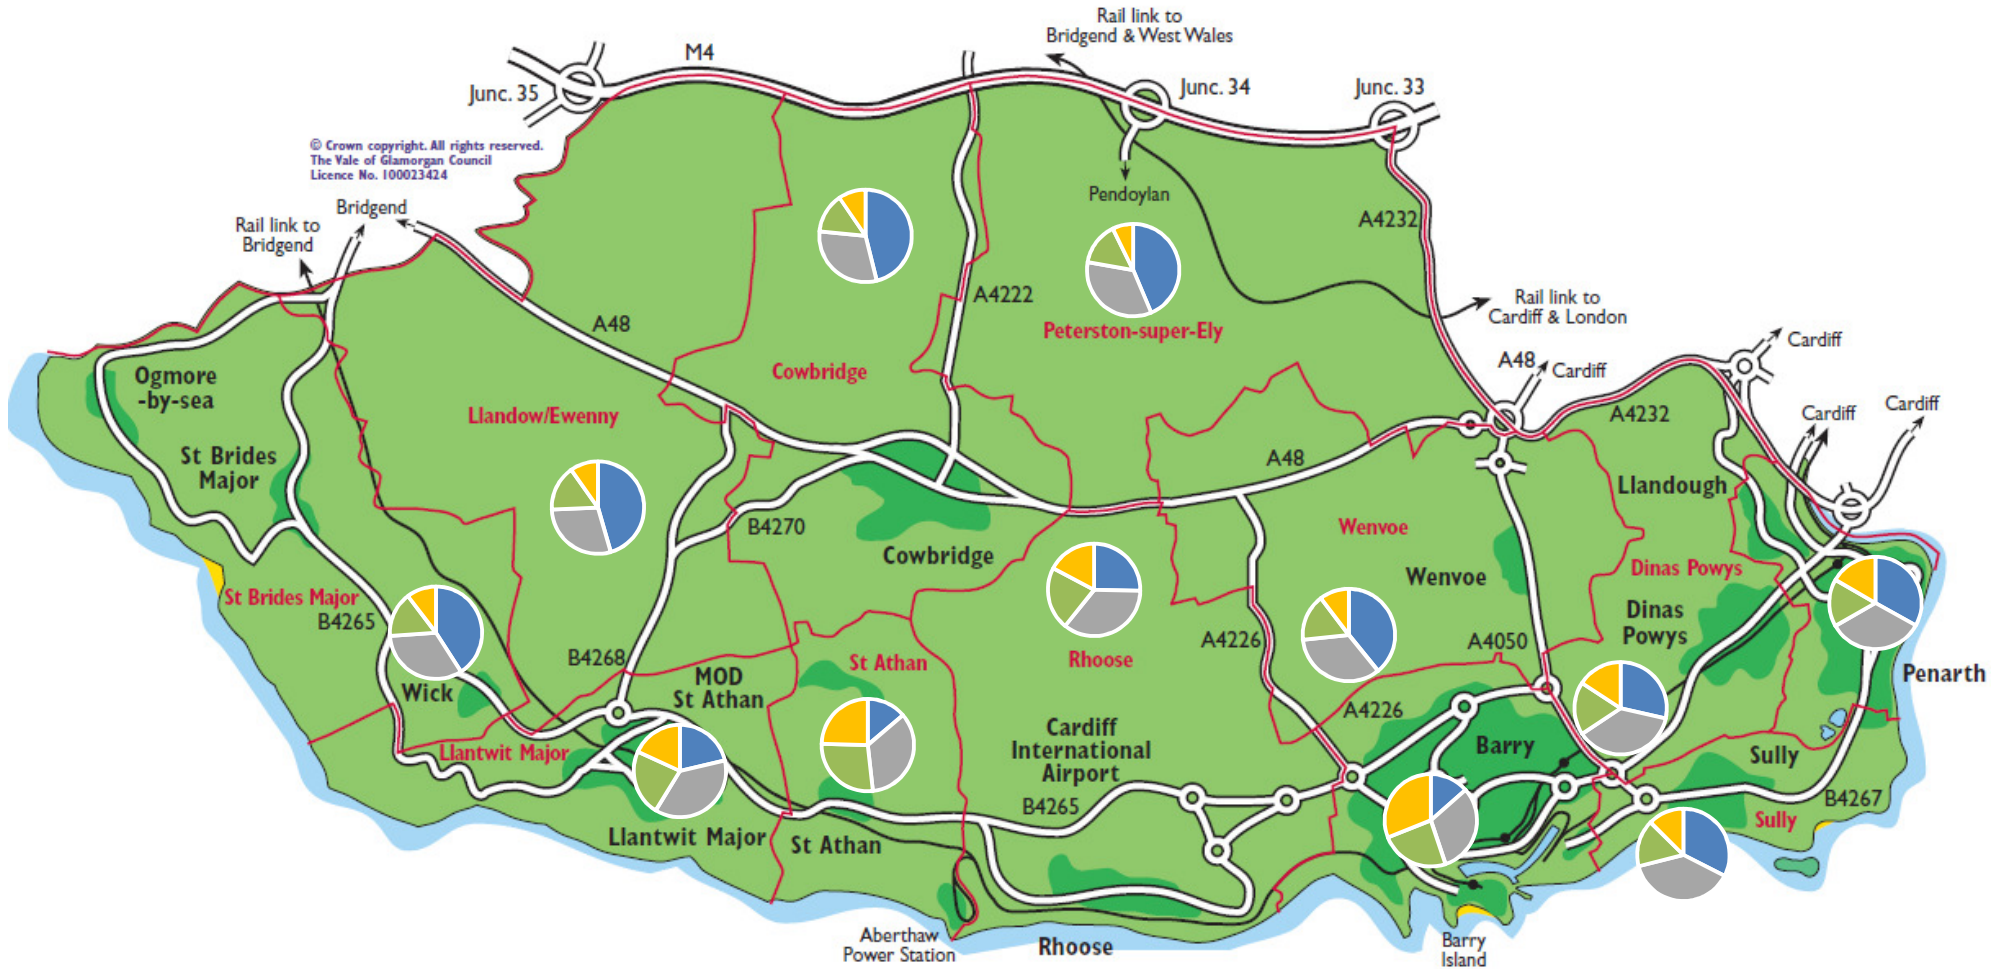 Rail link to
Bridgend & West Wales
M4
Junc. 35
Junc. 34
Junc. 33
© Crown copyright. All rights reserved.
The Vale of Glamorgan Council
Licence No. 100023424
Pendoylan
Bridgend
Rail link to
Bridgend
A4232
A4222
Rail link to
Cardiff & London
A48
Peterston-super-Ely
Cardiff
A48
Cardiff
Cowbridge
Ogmore
-by-sea
Llandow/Ewenny
A4232
Cardiff
Cardiff
St Brides
Major
A48
Llandough
B4270
Wenvoe
Cowbridge
Wenvoe
Dinas Powys
St Brides Major
B4265
Dinas
Powys
A4226
A4050
B4268
St Athan
Rhoose
Penarth
MOD
St Athan
Wick
A4226
Cardiff
International
Airport
Barry
Llantwit Major
Sully
B4265
B4267
Sully
Llantwit Major
St Athan
Aberthaw
Power Station
Rhoose
Barry
Island